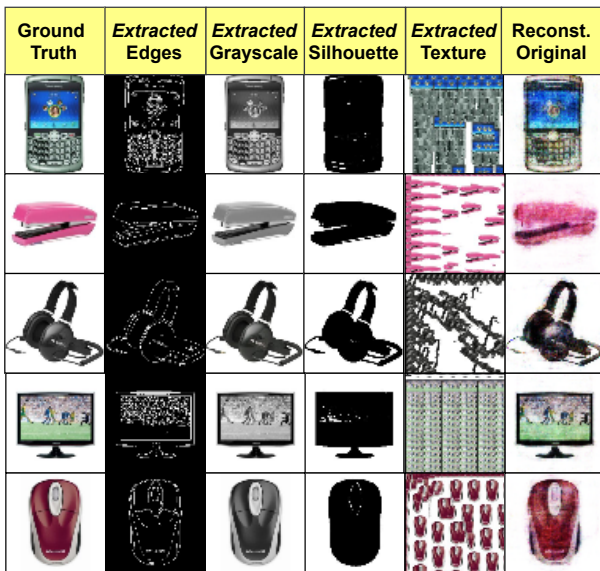 Ground Truth
Extracted Edges
Extracted Grayscale
Extracted Silhouette
Extracted Texture
Reconst. Original